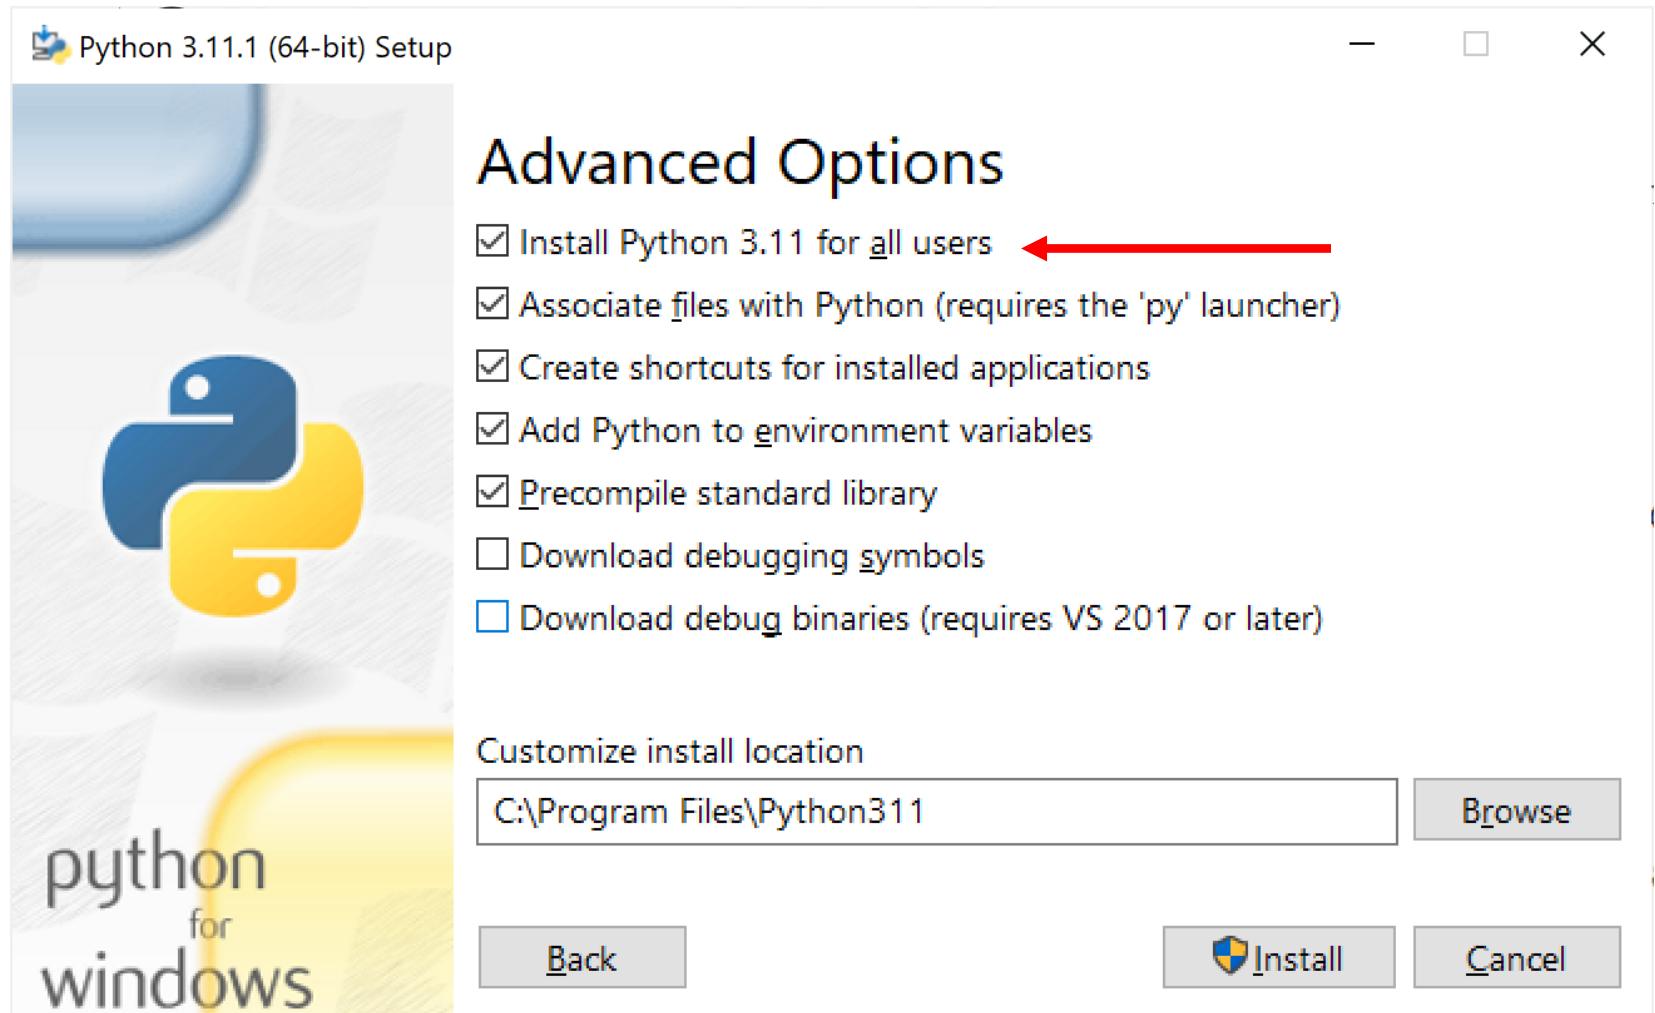 Python 3.11.1 (64-bit) Setup
Advanced Options
Install Python 3.11 for all users
Associate files with Python (requires the 'py' launcher)
Create shortcuts for installed applications
Add Python to environment variables
Precompile standard library
Download debugging symbols
Download debug binaries (requires VS 2017 or later)
Customize install location
C:\Program Files\Python311
Browse
python
for
windows
Back
Install
Cancel